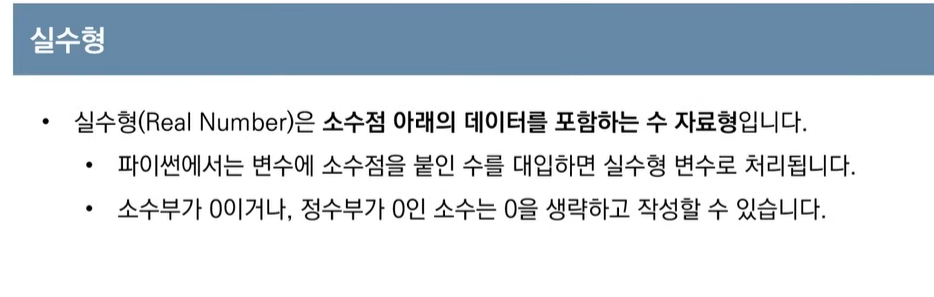 실수형
• 실수형(Real Number)은 소수점 아래의 데이터를 포함하는 수 자료형입니다.
• 파이썬에서는 변수에 소수점을 붙인 수를 대입하면 실수형 변수로 처리됩니다.
• 소수부가 0이거나, 정수부가 0인 소수는 0을 생략하고 작성할 수 있습니다.